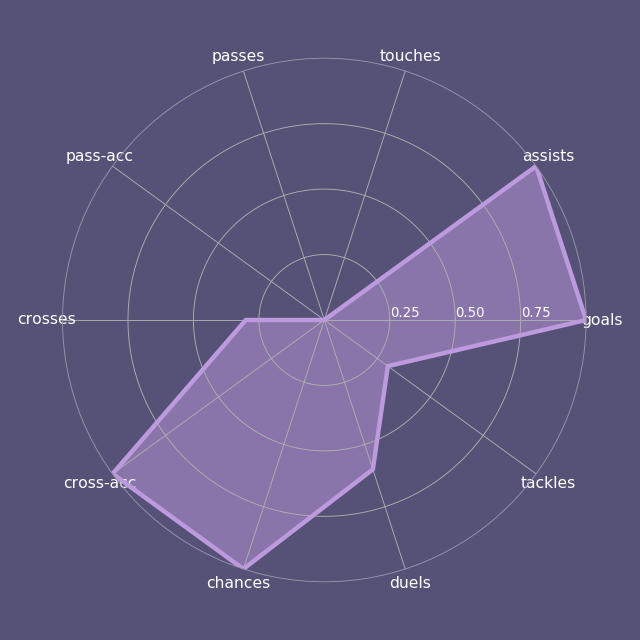 passes touches
pass-acc assists
crosses 0.25 0.50 0.75 goals
cross-acc tackles
chances duels